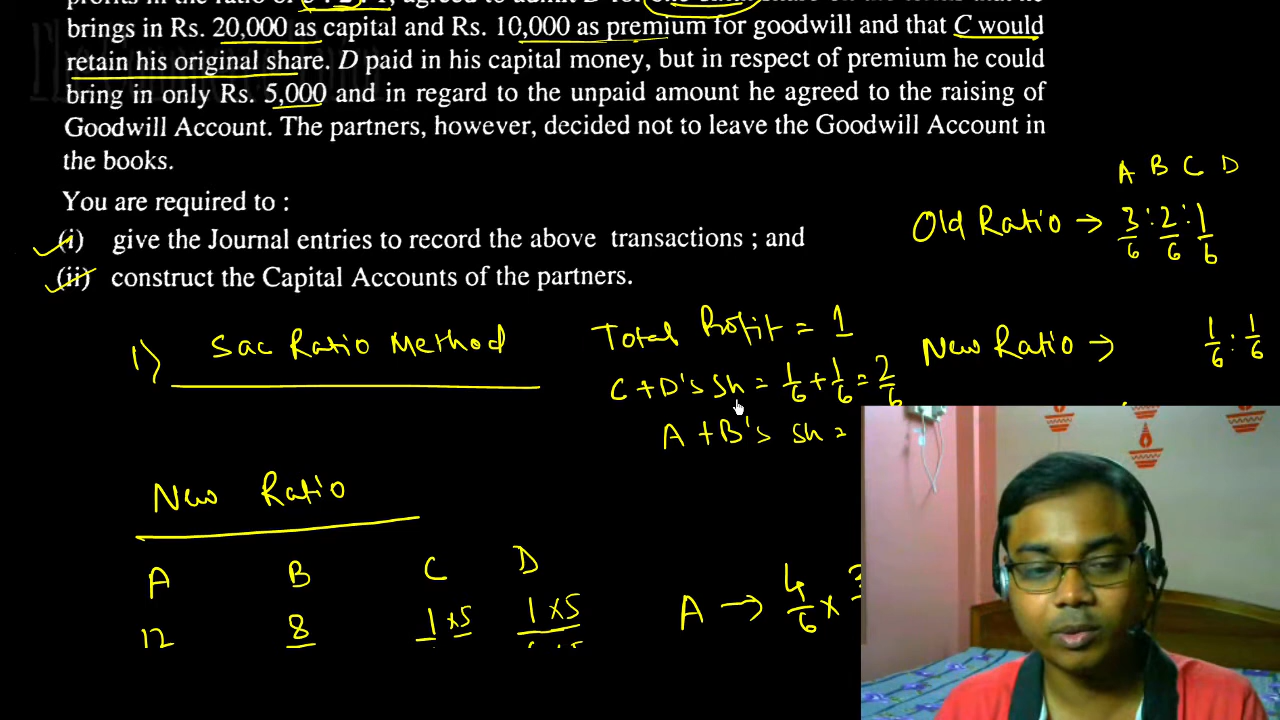 profits in the ratio of 3 : 2 : 1, agreed to admit D for one-sixth share on the terms that he
brings in Rs. 20,000 as capital and Rs. 10,000 as premium for goodwill and that C would
retain his original share. D paid in his capital money, but in respect of premium he could
bring in only Rs. 5,000 and in regard to the unpaid amount he agreed to the raising of
Goodwill Account. The partners, however, decided not to leave the Goodwill Account in
the books.
You are required to :
(i) give the Journal entries to record the above transactions ; and
(ii) construct the Capital Accounts of the partners.
A B C D
Old Ratio → 3/6 : 2/6 : 1/6
1) Sac Ratio Method
Total Profit = 1
New Ratio → 1/6 : 1/6
C + D's Sh = 1/6 + 1/6 = 2/6
A + B's Sh =
New Ratio
A B C D
12 8 1 x5 1 x5
A → 4/6 x 3